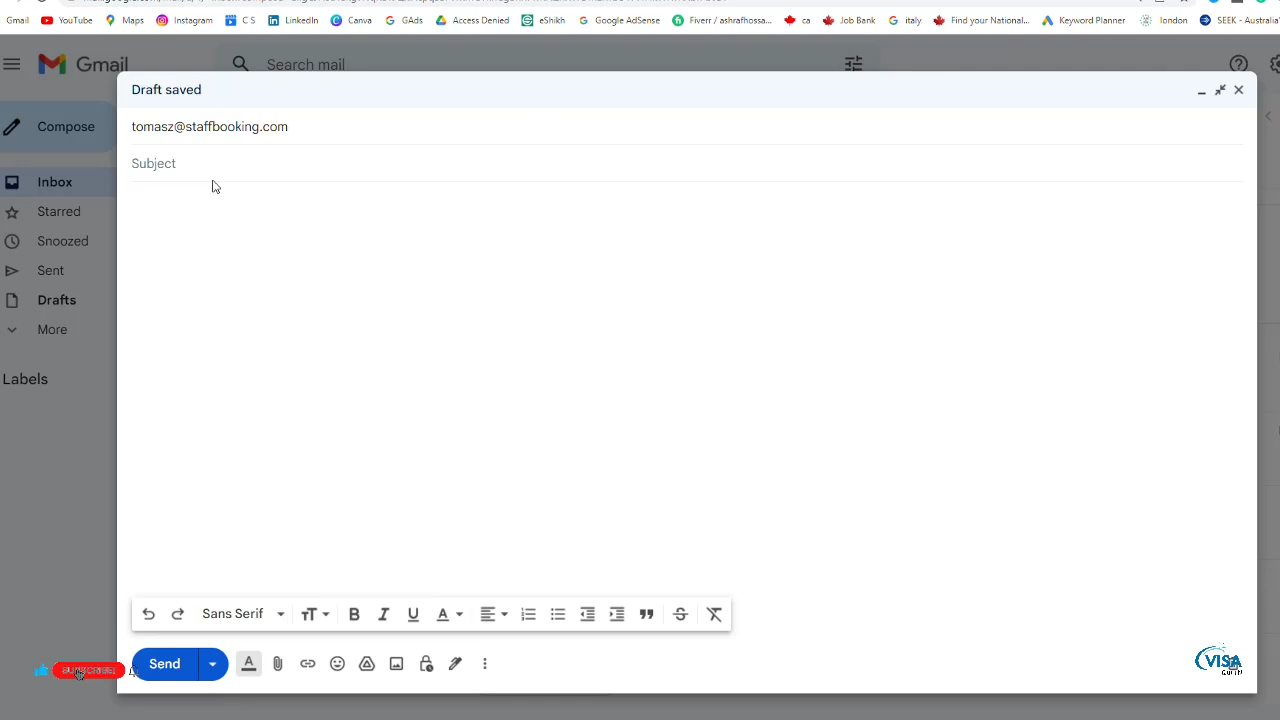 Gmail YouTube Maps Instagram C S LinkedIn Canva GAds Access Denied eShikh Google AdSense Fiverr / ashrafhossa... ca Job Bank italy Find your National... Keyword Planner london SEEK - Australia
Gmail
Search mail
Draft saved
Compose
tomasz@staffbooking.com
Subject
Inbox
Starred
Snoozed
Sent
Drafts
More
Labels
Sans Serif
Send
SUBSCRIBE
VISA